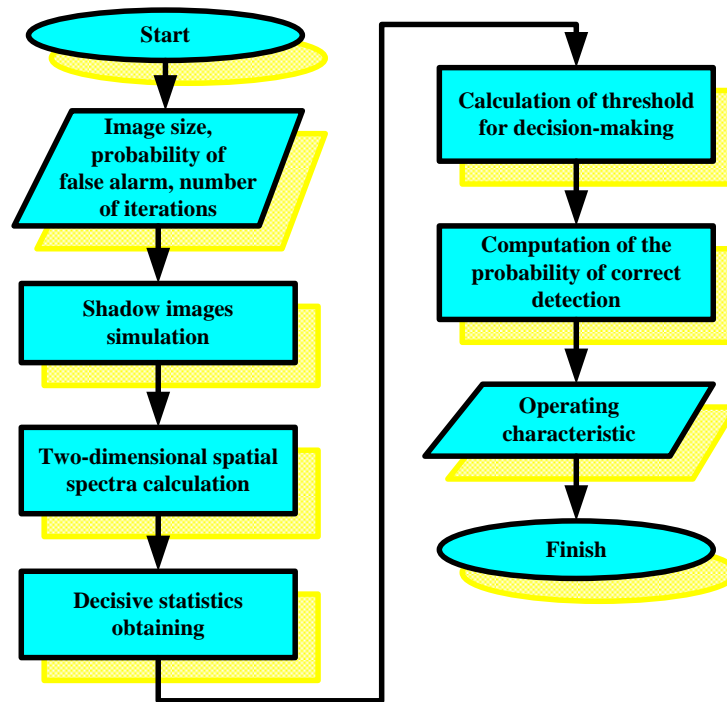 Start
Image size,
probability of
false alarm, number
of iterations
Shadow images
simulation
Two-dimensional spatial
spectra calculation
Decisive statistics
obtaining
Calculation of threshold
for decision-making
Computation of the
probability of correct
detection
Operating
characteristic
Finish